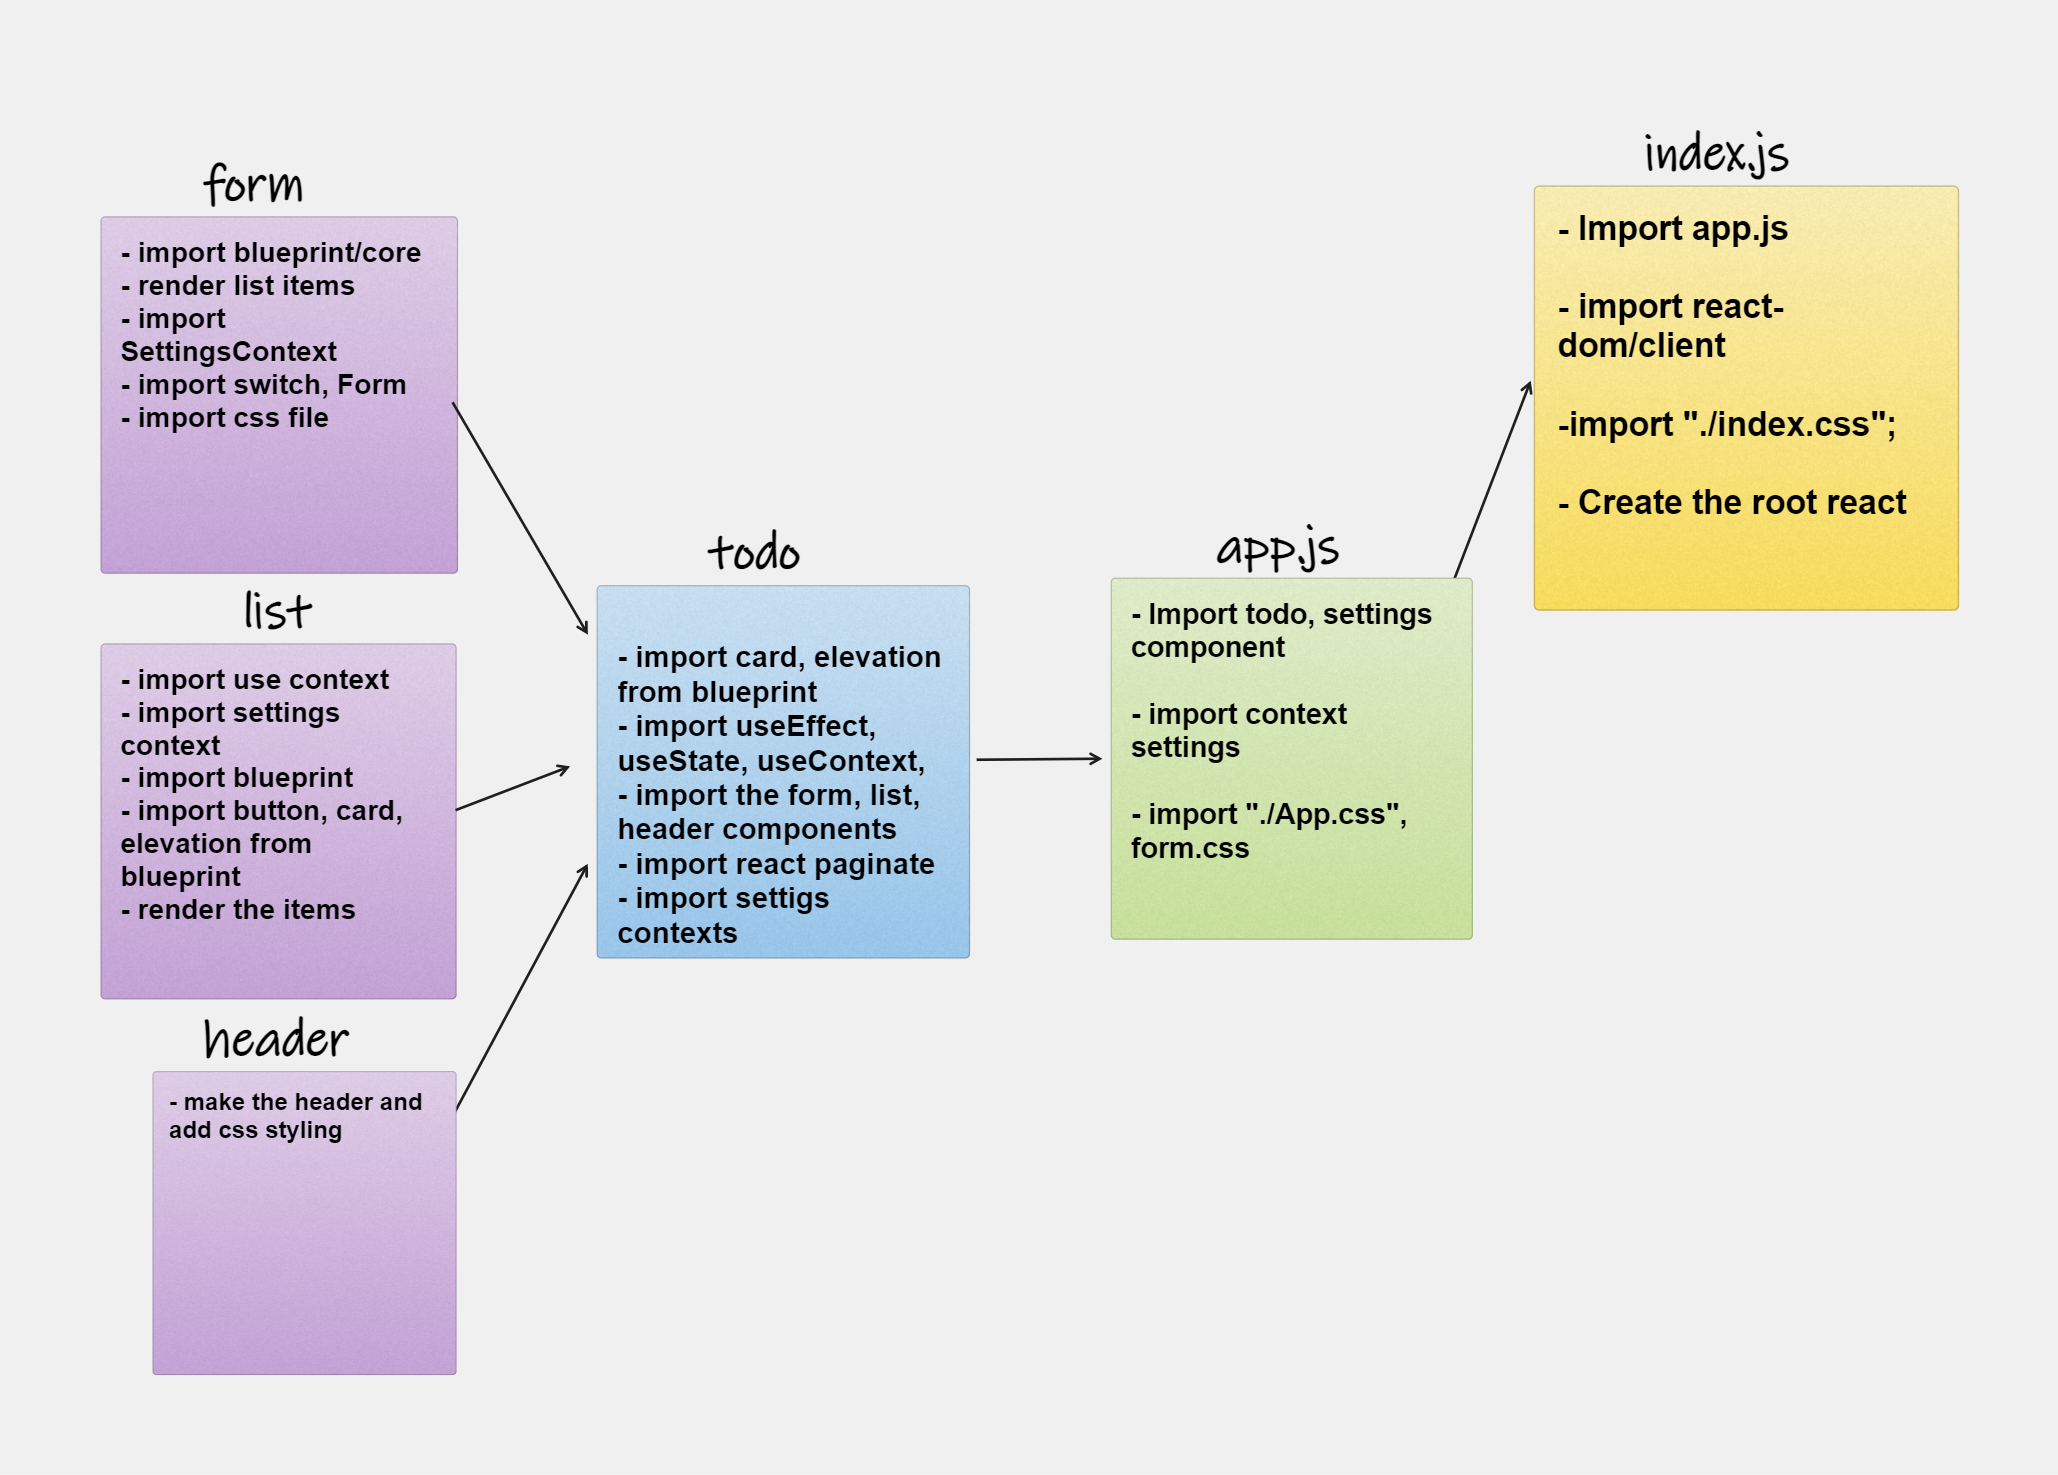 form
- import blueprint/core
- render list items
- import
SettingsContext
- import switch, Form
- import css file
list
- import use context
- import settings
context
- import blueprint
- import button, card,
elevation from
blueprint
- render the items
header
- make the header and
add css styling
todo
- import card, elevation
from blueprint
- import useEffect,
useState, useContext,
- import the form, list,
header components
- import react paginate
- import settigs
contexts
app.js
- Import todo, settings
component
- import context
settings
- import "./App.css",
form.css
index.js
- Import app.js
- import react-
dom/client
-import "./index.css";
- Create the root react